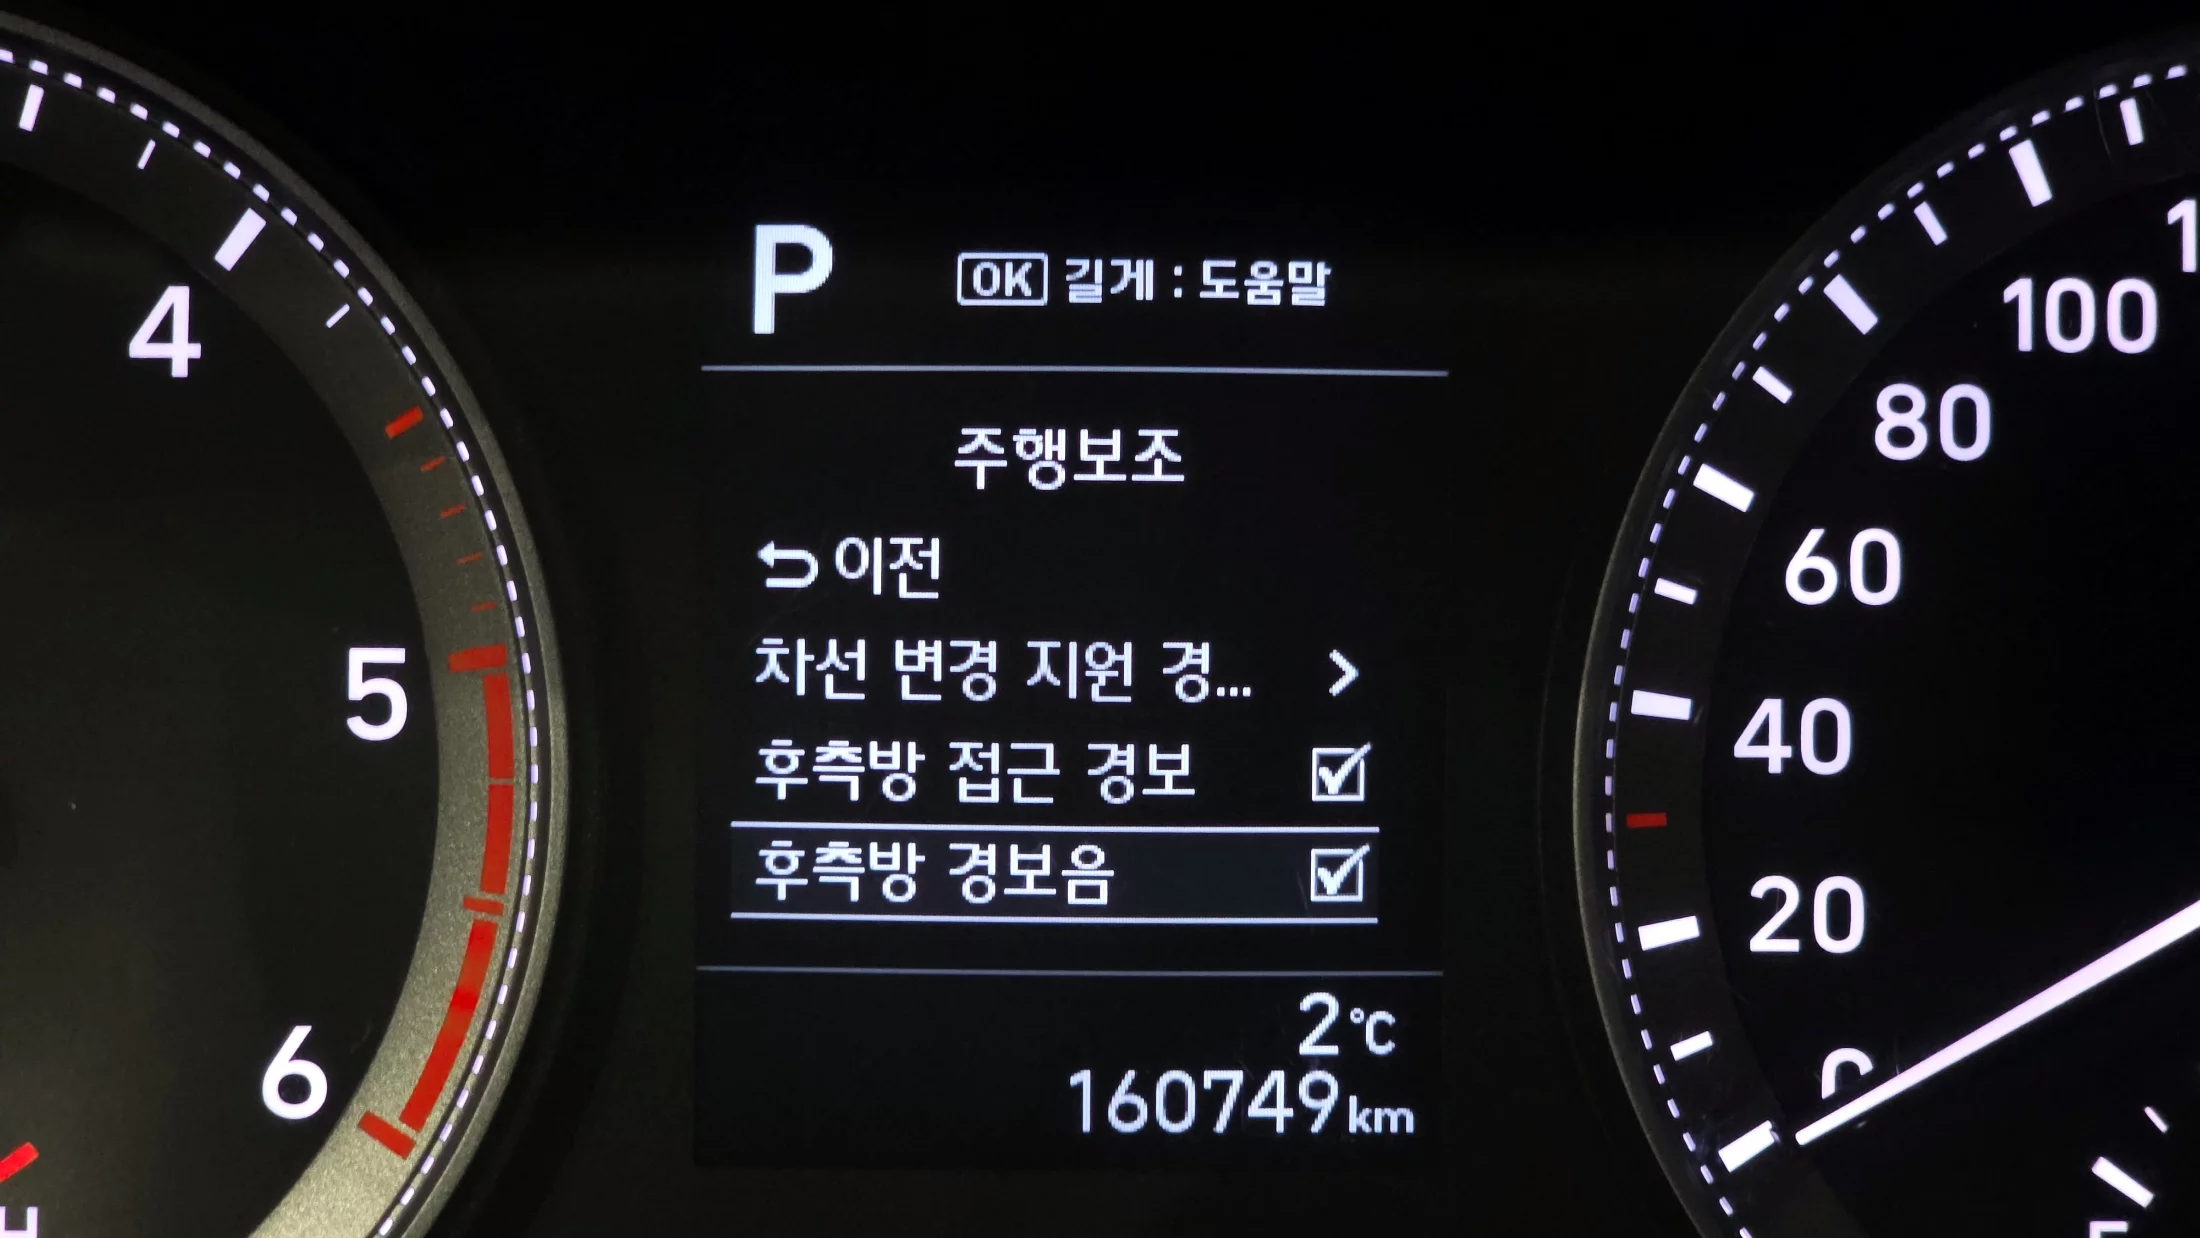 P
OK 길게 : 도움말
주행보조
이전
차선 변경 지원 경...
후측방 접근 경보
후측방 경보음
2℃
160749km
4
5
6
H
100
80
60
40
20
0